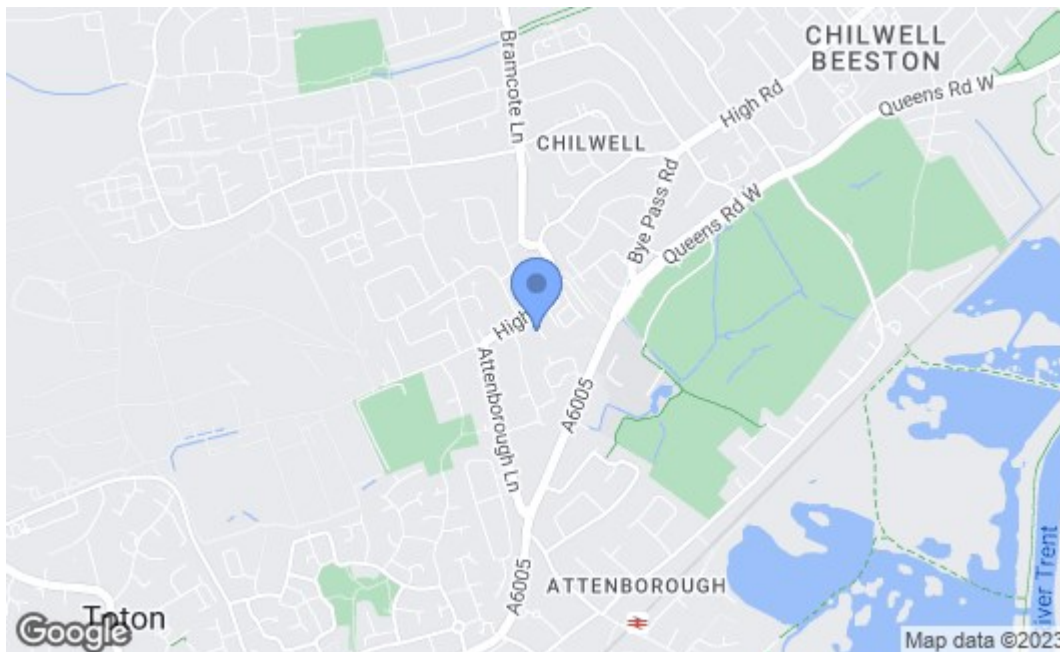 CHILWELL
BEESTON
Bramcote Ln
High Rd
Queens Rd W
CHILWELL
Bye Pass Rd
Queens Rd W
High
Attenborough Ln
A6005
A6005
ATTENBOROUGH
iver Trent
Toton
Google
Map data ©2023